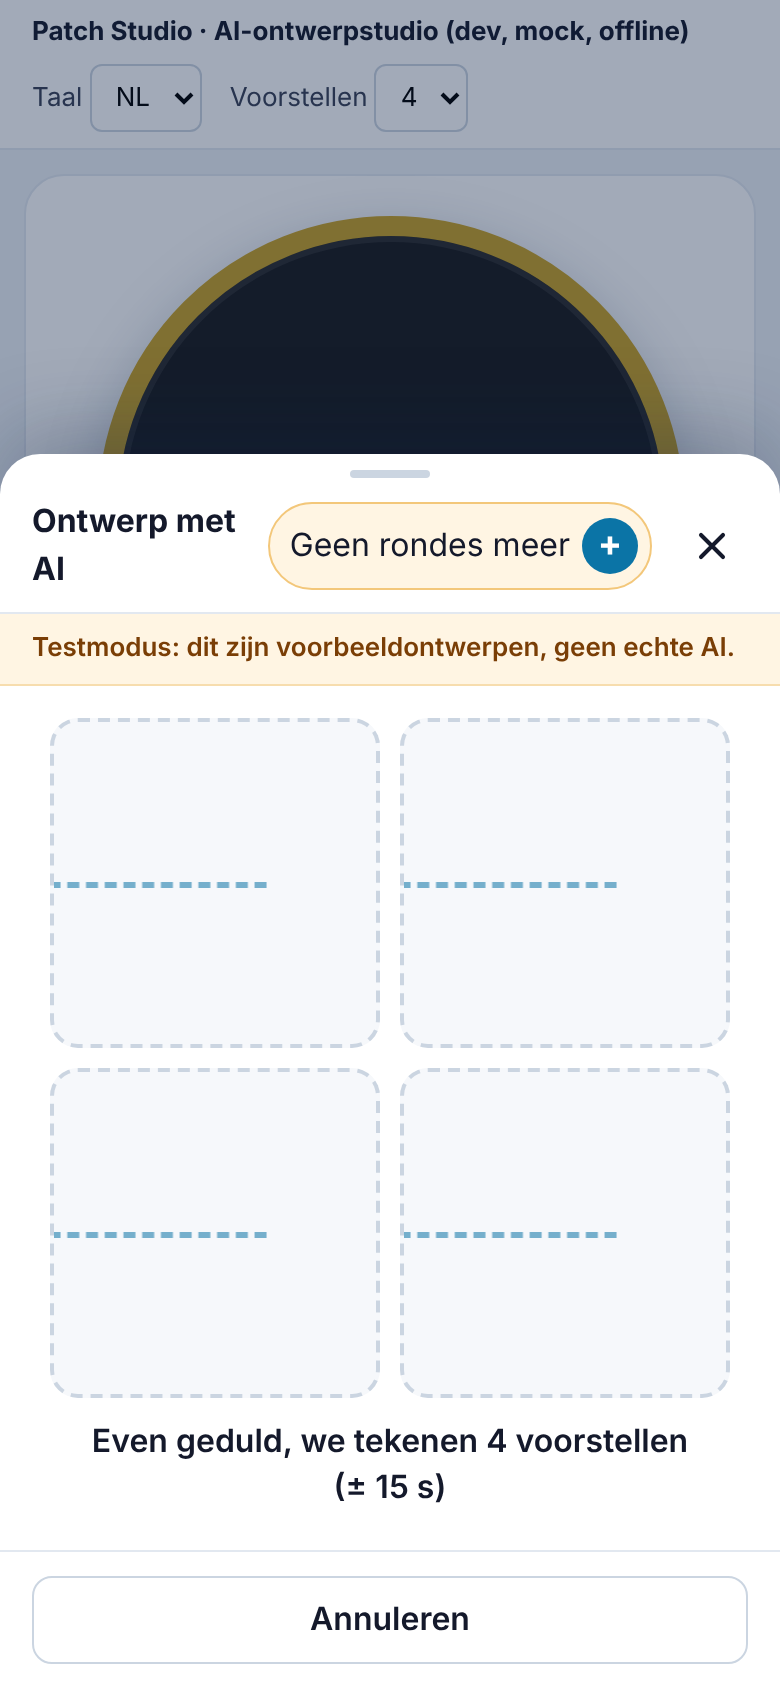 Patch Studio · AI-ontwerpstudio (dev, mock, offline)
Taal NL Voorstellen 4
Ontwerp met
AI
Geen rondes meer +
Testmodus: dit zijn voorbeeldontwerpen, geen echte AI.
Even geduld, we tekenen 4 voorstellen
(± 15 s)
Annuleren